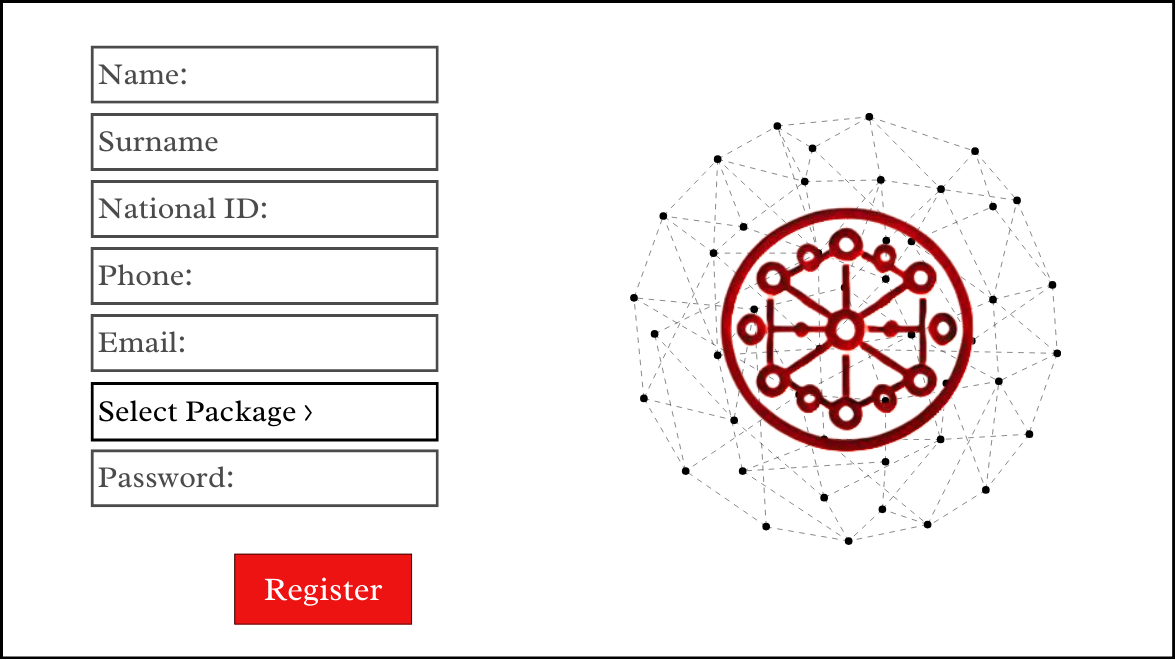 Name:
Surname
National ID:
Phone:
Email:
Select Package ›
Password:
Register